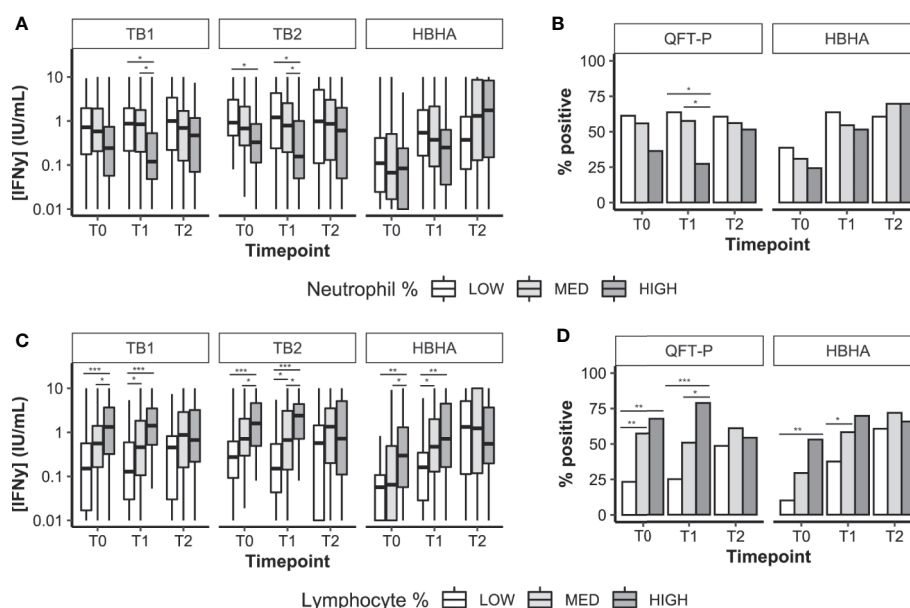 A
TB1
TB2
HBHA
[IFNy] (IU/mL)
10
1
0.1
0.01
*
*
*
*
*
T0 T1 T2
T0 T1 T2
T0 T1 T2
Timepoint
B
QFT-P
HBHA
% positive
100
75
50
25
0
*
*
T0 T1 T2
T0 T1 T2
Timepoint
Neutrophil % LOW MED HIGH
C
TB1
TB2
HBHA
[IFNy] (IU/mL)
10
1
0.1
0.01
***
*
***
*
***
*
***
*
*
**
*
**
*
T0 T1 T2
T0 T1 T2
T0 T1 T2
Timepoint
D
QFT-P
HBHA
% positive
100
75
50
25
0
**
**
***
*
**
*
T0 T1 T2
T0 T1 T2
Timepoint
Lymphocyte % LOW MED HIGH